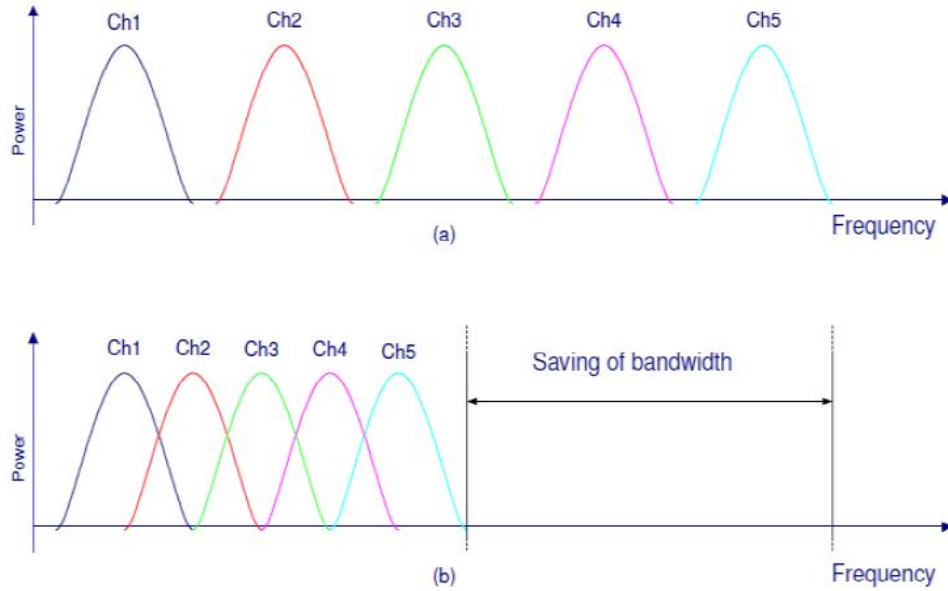 Ch1 Ch2 Ch3 Ch4 Ch5
Power
Frequency
(a)
Ch1 Ch2 Ch3 Ch4 Ch5
Saving of bandwidth
Power
Frequency
(b)